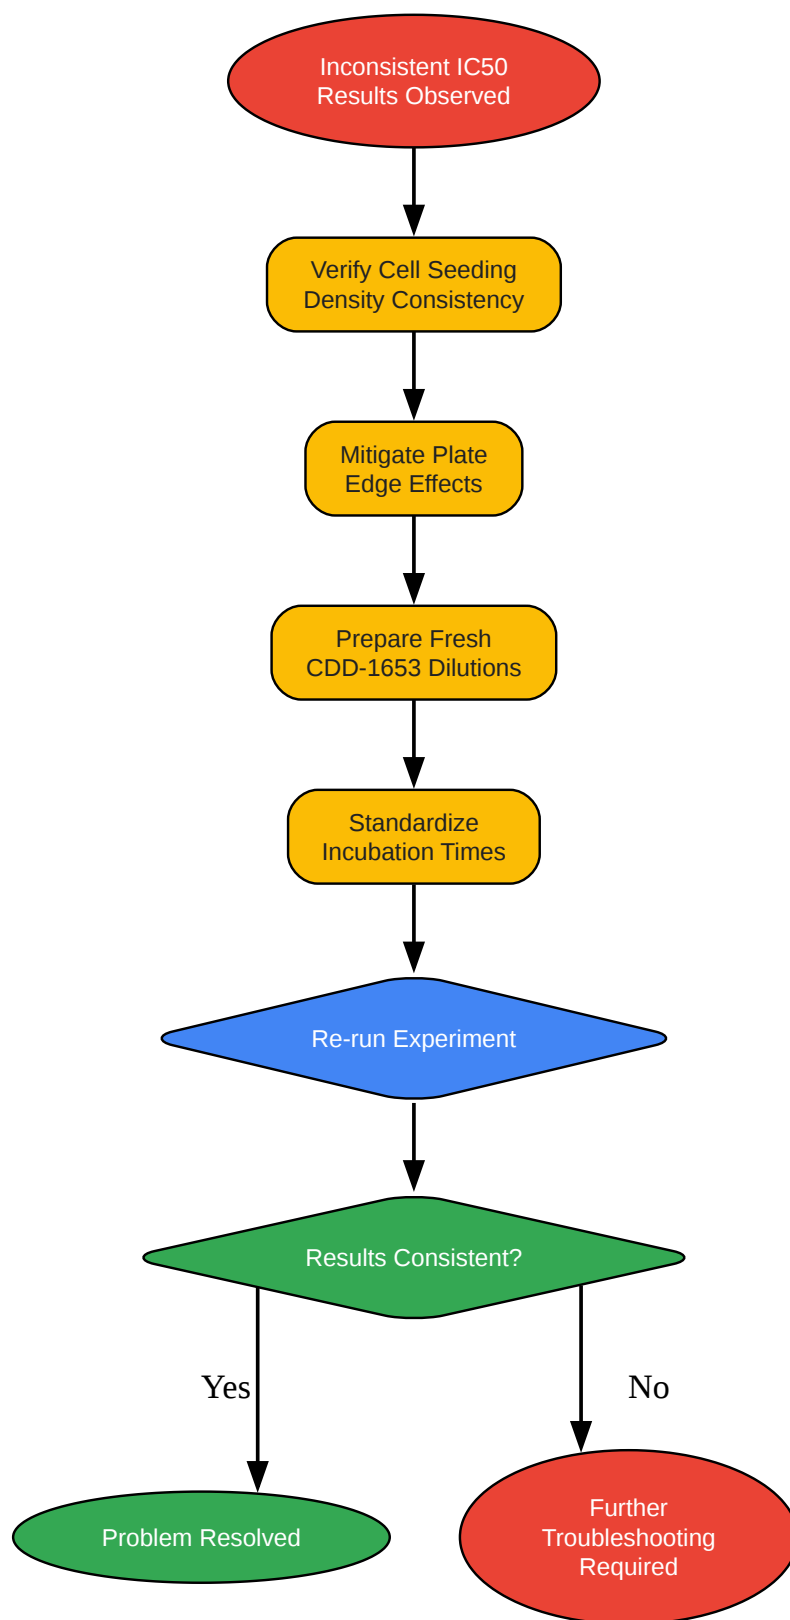 Inconsistent IC50
Results Observed
Verify Cell Seeding
Density Consistency
Mitigate Plate
Edge Effects
Prepare Fresh
CDD-1653 Dilutions
Standardize
Incubation Times
Re-run Experiment
Results Consistent?
Yes
No
Problem Resolved
Further
Troubleshooting
Required